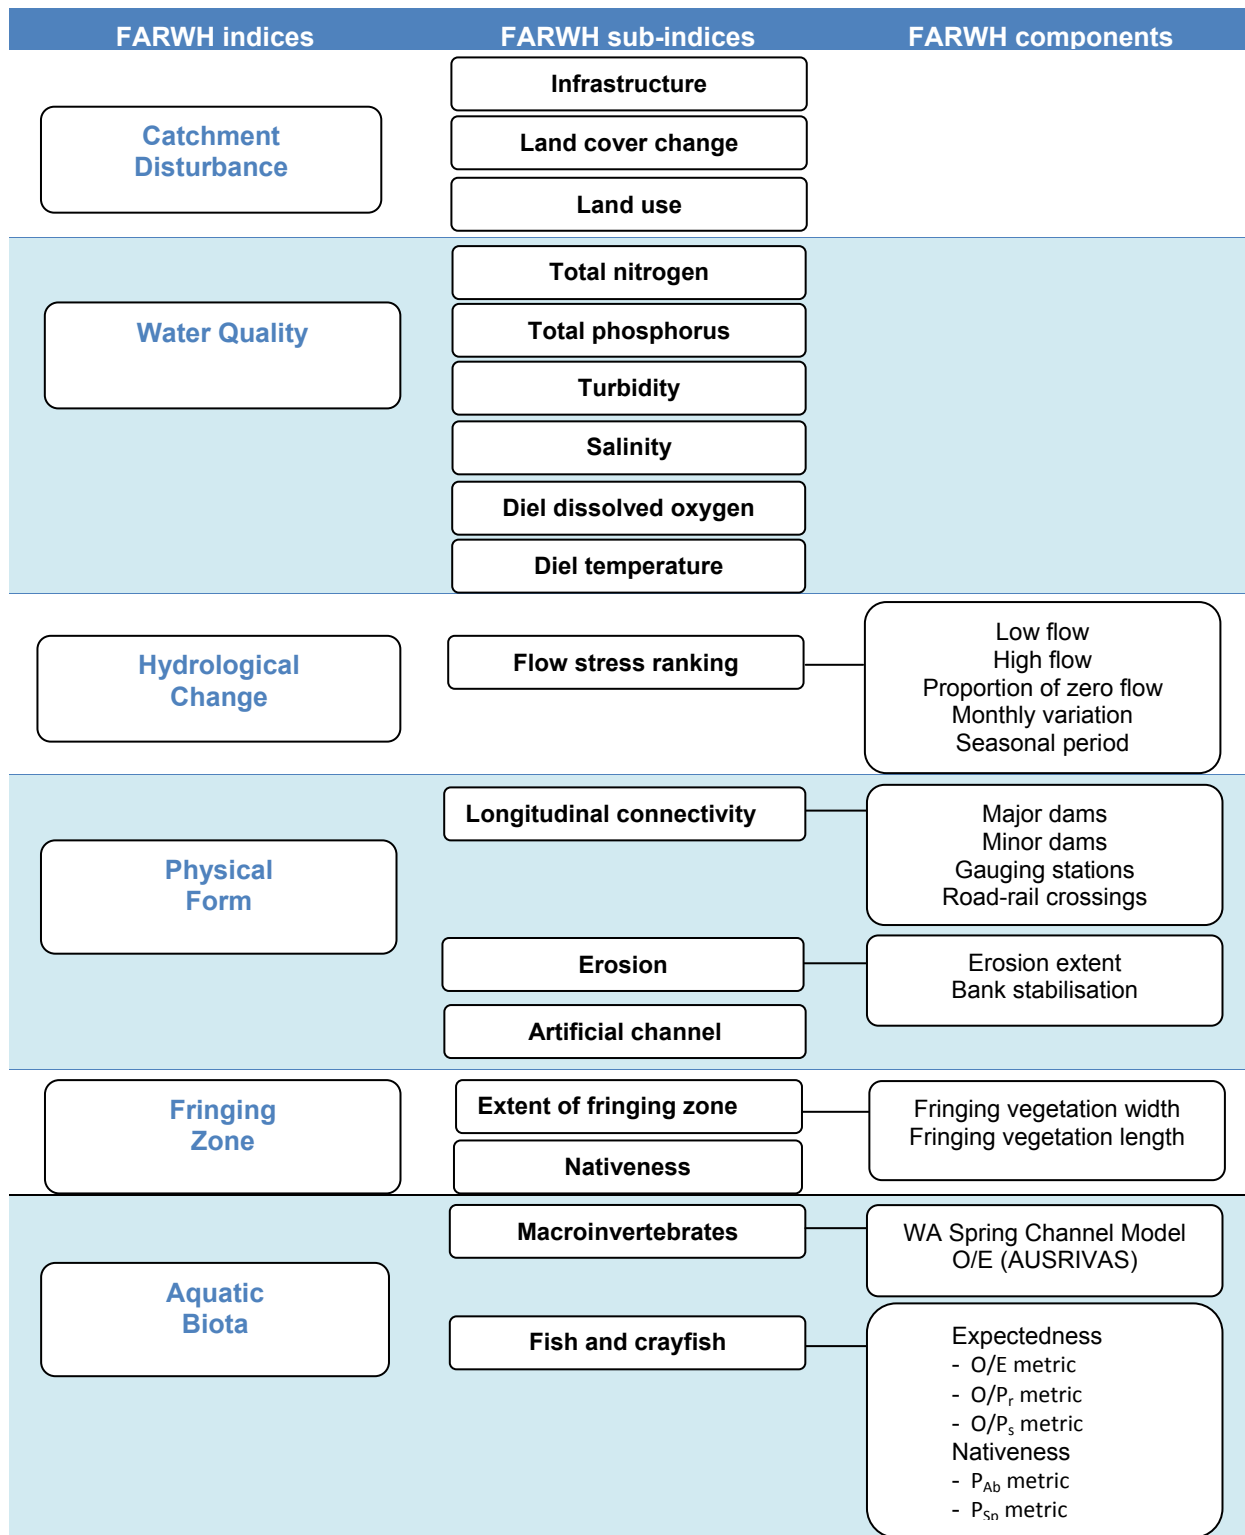 FARWH indices
FARWH sub-indices
FARWH components
Catchment
Disturbance
Infrastructure
Land cover change
Land use
Water Quality
Total nitrogen
Total phosphorus
Turbidity
Salinity
Diel dissolved oxygen
Diel temperature
Hydrological
Change
Flow stress ranking
Low flow
High flow
Proportion of zero flow
Monthly variation
Seasonal period
Physical
Form
Longitudinal connectivity
Major dams
Minor dams
Gauging stations
Road-rail crossings
Erosion
Erosion extent
Bank stabilisation
Artificial channel
Fringing
Zone
Extent of fringing zone
Fringing vegetation width
Fringing vegetation length
Nativeness
Aquatic
Biota
Macroinvertebrates
WA Spring Channel Model
O/E (AUSRIVAS)
Fish and crayfish
Expectedness
- O/E metric
- O/Pr metric
- O/Ps metric
Nativeness
- PAb metric
- PSp metric